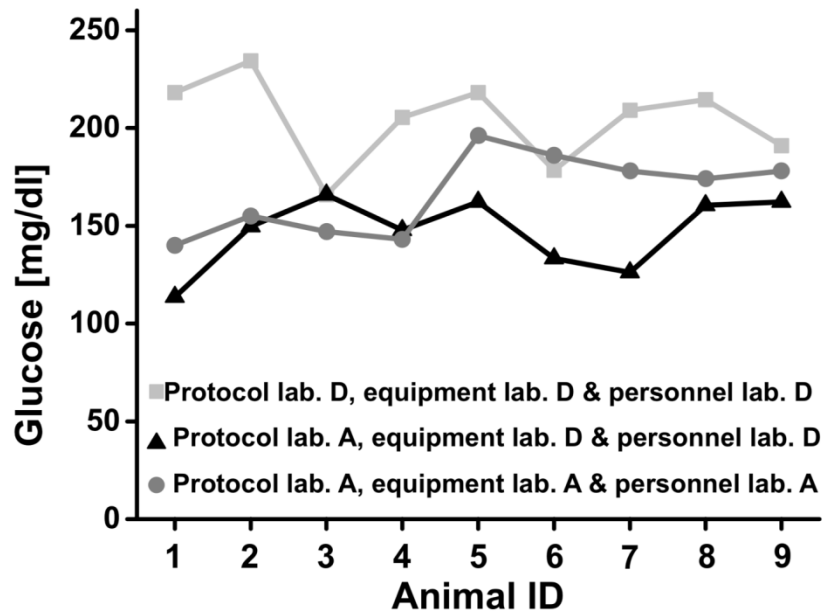 250
200
150
100
50
0
Glucose [mg/dl]
Protocol lab. D, equipment lab. D & personnel lab. D
Protocol lab. A, equipment lab. D & personnel lab. D
Protocol lab. A, equipment lab. A & personnel lab. A
1 2 3 4 5 6 7 8 9
Animal ID